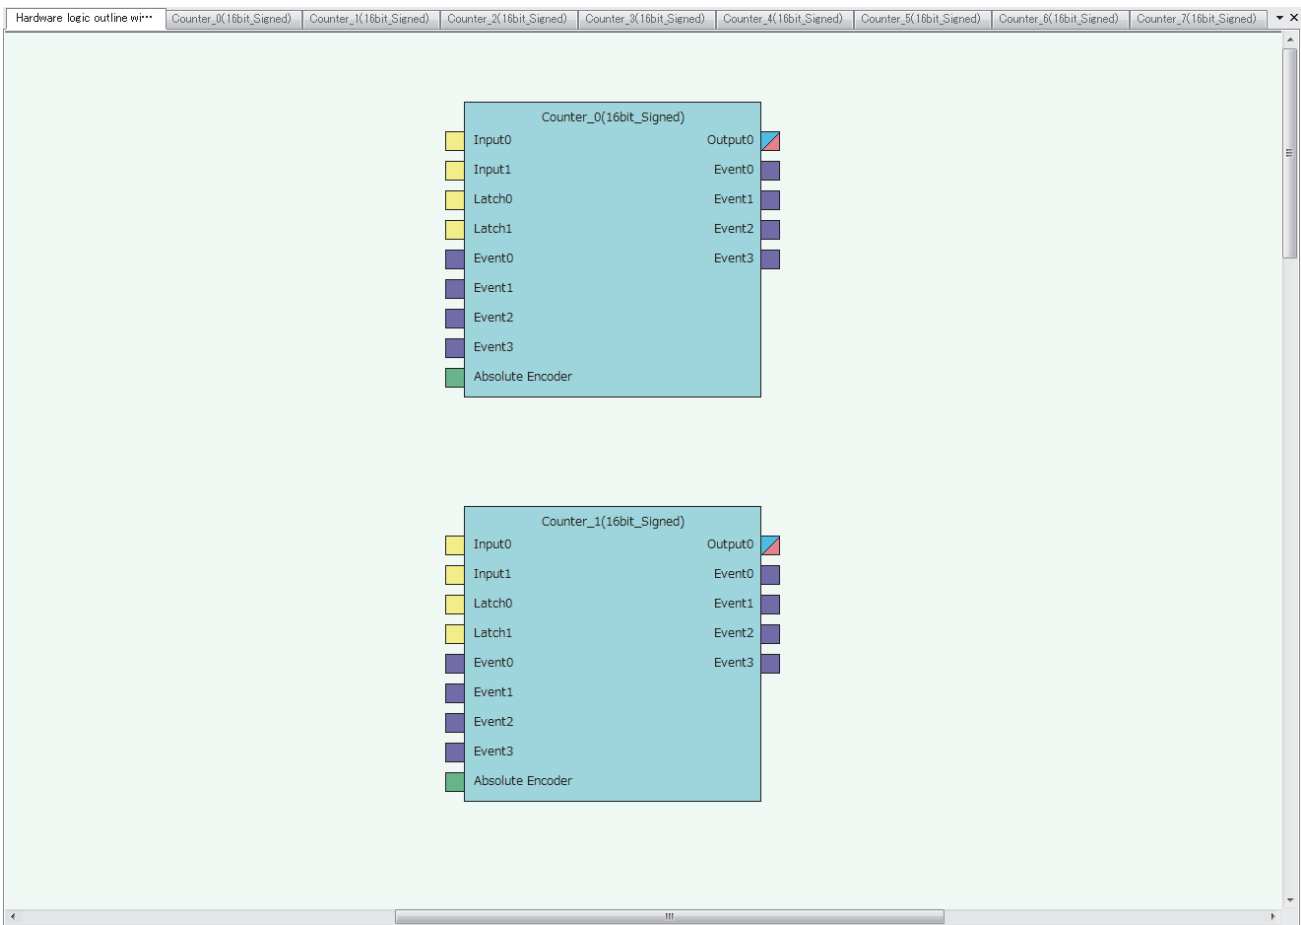 Hardware logic outline wi··· Counter_0(16bit_Signed) Counter_1(16bit_Signed) Counter_2(16bit_Signed) Counter_3(16bit_Signed) Counter_4(16bit_Signed) Counter_5(16bit_Signed) Counter_6(16bit_Signed) Counter_7(16bit_Signed)
Counter_0(16bit_Signed)
Input0 Output0
Input1 Event0
Latch0 Event1
Latch1 Event2
Event0 Event3
Event1
Event2
Event3
Absolute Encoder
Counter_1(16bit_Signed)
Input0 Output0
Input1 Event0
Latch0 Event1
Latch1 Event2
Event0 Event3
Event1
Event2
Event3
Absolute Encoder